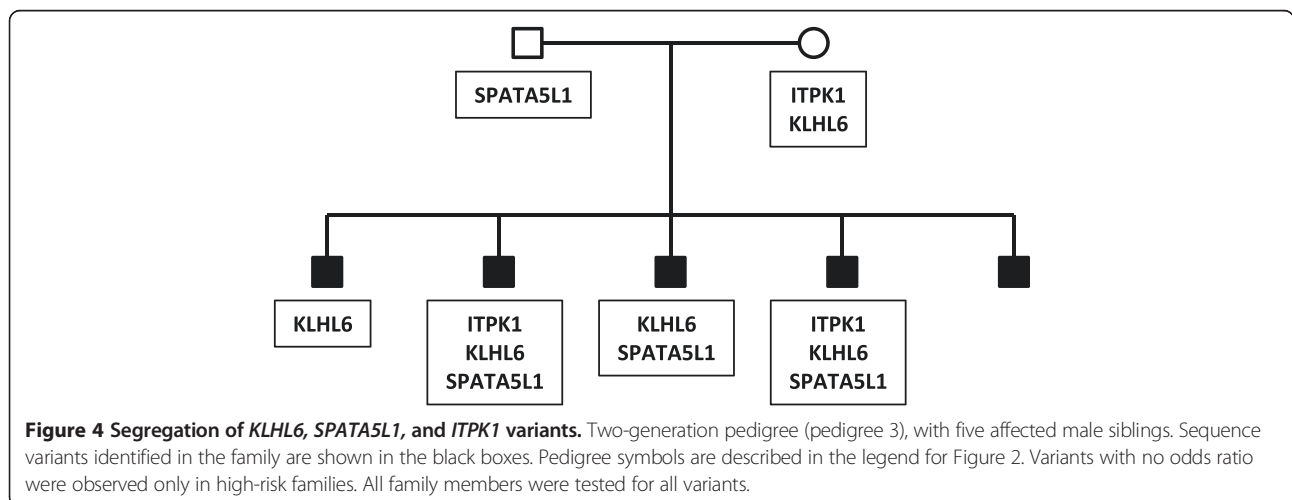 SPATA5L1
ITPK1
KLHL6
KLHL6
ITPK1
KLHL6
SPATA5L1
KLHL6
SPATA5L1
ITPK1
KLHL6
SPATA5L1
Figure 4 Segregation of KLHL6, SPATA5L1, and ITPK1 variants. Two-generation pedigree (pedigree 3), with five affected male siblings. Sequence
variants identified in the family are shown in the black boxes. Pedigree symbols are described in the legend for Figure 2. Variants with no odds ratio
were observed only in high-risk families. All family members were tested for all variants.